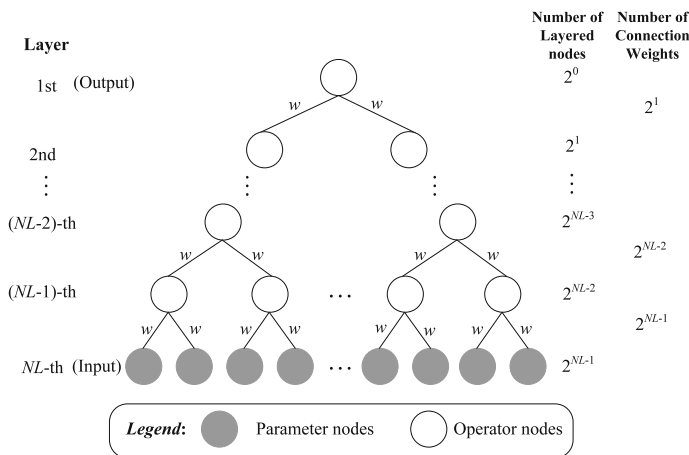 Number of Layered nodes
Number of Connection Weights
Layer
1st (Output) 2^0
w w 2^1
2nd 2^1
⋮ ⋮ ⋮ ⋮
(NL-2)-th 2^{NL-3}
w w w w 2^{NL-2}
(NL-1)-th ... 2^{NL-2}
w w w w w w w w 2^{NL-1}
NL-th (Input) ... 2^{NL-1}
Legend: Parameter nodes Operator nodes